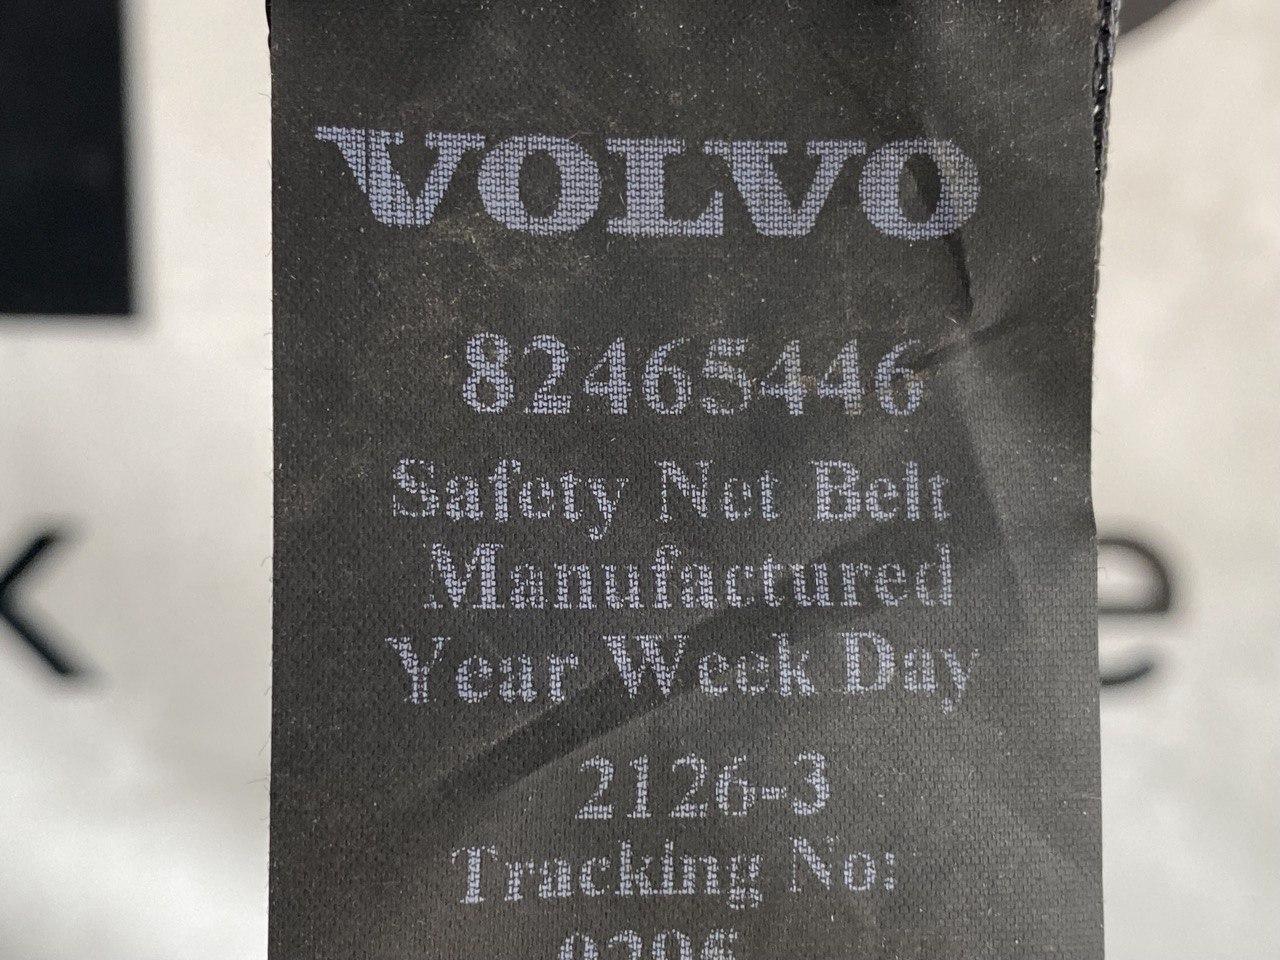 VOLVO
82465446
Safety Net Belt
Manufactured
Year Week Day
2126-3
Tracking No:
k
e